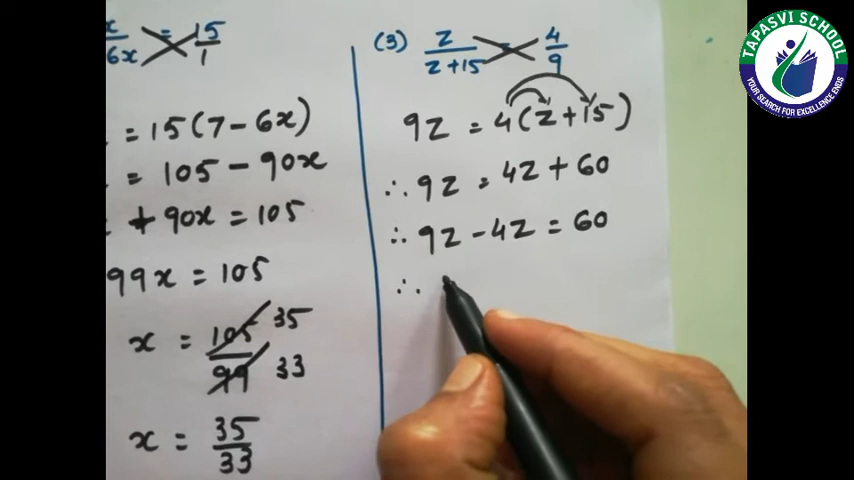 x/6x = 15/1
= 15(7 - 6x)
= 105 - 90x
+ 90x = 105
99x = 105
x = 105/99 35/33
x = 35/33
(3) z/(z+15) = 4/9
9z = 4(z+15)
∴ 9z = 4z + 60
∴ 9z - 4z = 60
∴
TAPASVI SCHOOL
YOUR SEARCH FOR EXCELLENCE ENDS